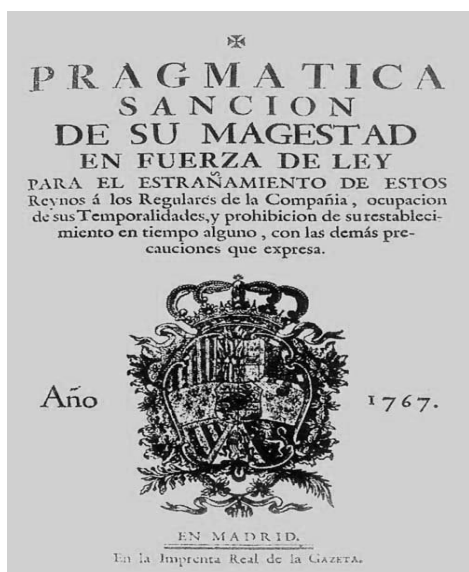 PRAGMATICA
SANCION
DE SU MAGESTAD
EN FUERZA DE LEY
PARA EL ESTRAÑAMIENTO DE ESTOS
Reynos á los Regulares de la Compañia, ocupacion
de sus Temporalidades, y prohibicion de su restableci-
miento en tiempo alguno, con las demás pre-
cauciones que expresa.
Año 1767.
EN MADRID.
En la Imprenta Real de la GAZETA.